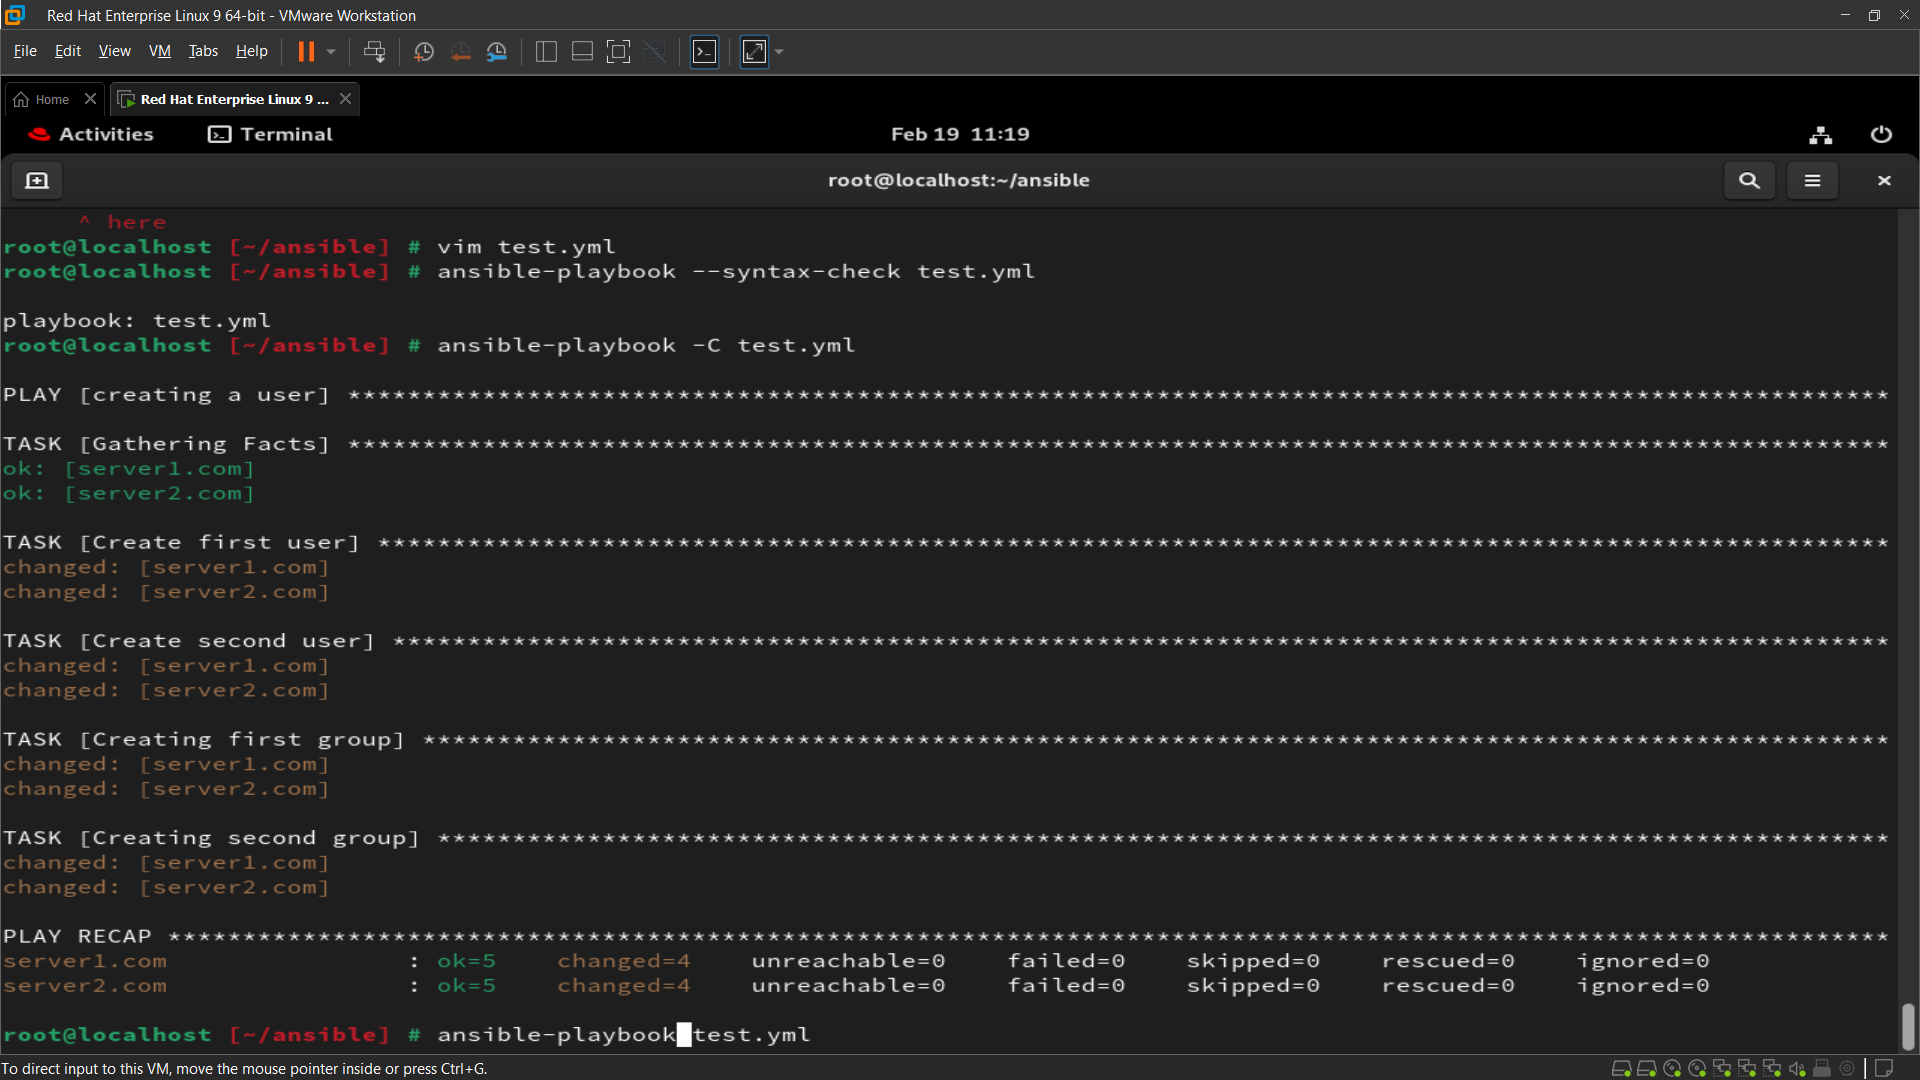 Red Hat Enterprise Linux 9 64-bit - VMware Workstation
File Edit View VM Tabs Help
Home Red Hat Enterprise Linux 9 ...
Activities Terminal Feb 19 11:19
root@localhost:~/ansible
^ here
root@localhost [~/ansible] # vim test.yml
root@localhost [~/ansible] # ansible-playbook --syntax-check test.yml
playbook: test.yml
root@localhost [~/ansible] # ansible-playbook -C test.yml
PLAY [creating a user] *******************************************************************************************************
TASK [Gathering Facts] *******************************************************************************************************
ok: [server1.com]
ok: [server2.com]
TASK [Create first user] *****************************************************************************************************
changed: [server1.com]
changed: [server2.com]
TASK [Create second user] ****************************************************************************************************
changed: [server1.com]
changed: [server2.com]
TASK [Creating first group] **************************************************************************************************
changed: [server1.com]
changed: [server2.com]
TASK [Creating second group] *************************************************************************************************
changed: [server1.com]
changed: [server2.com]
PLAY RECAP *******************************************************************************************************************
server1.com : ok=5 changed=4 unreachable=0 failed=0 skipped=0 rescued=0 ignored=0
server2.com : ok=5 changed=4 unreachable=0 failed=0 skipped=0 rescued=0 ignored=0
root@localhost [~/ansible] # ansible-playbook test.yml
To direct input to this VM, move the mouse pointer inside or press Ctrl+G.